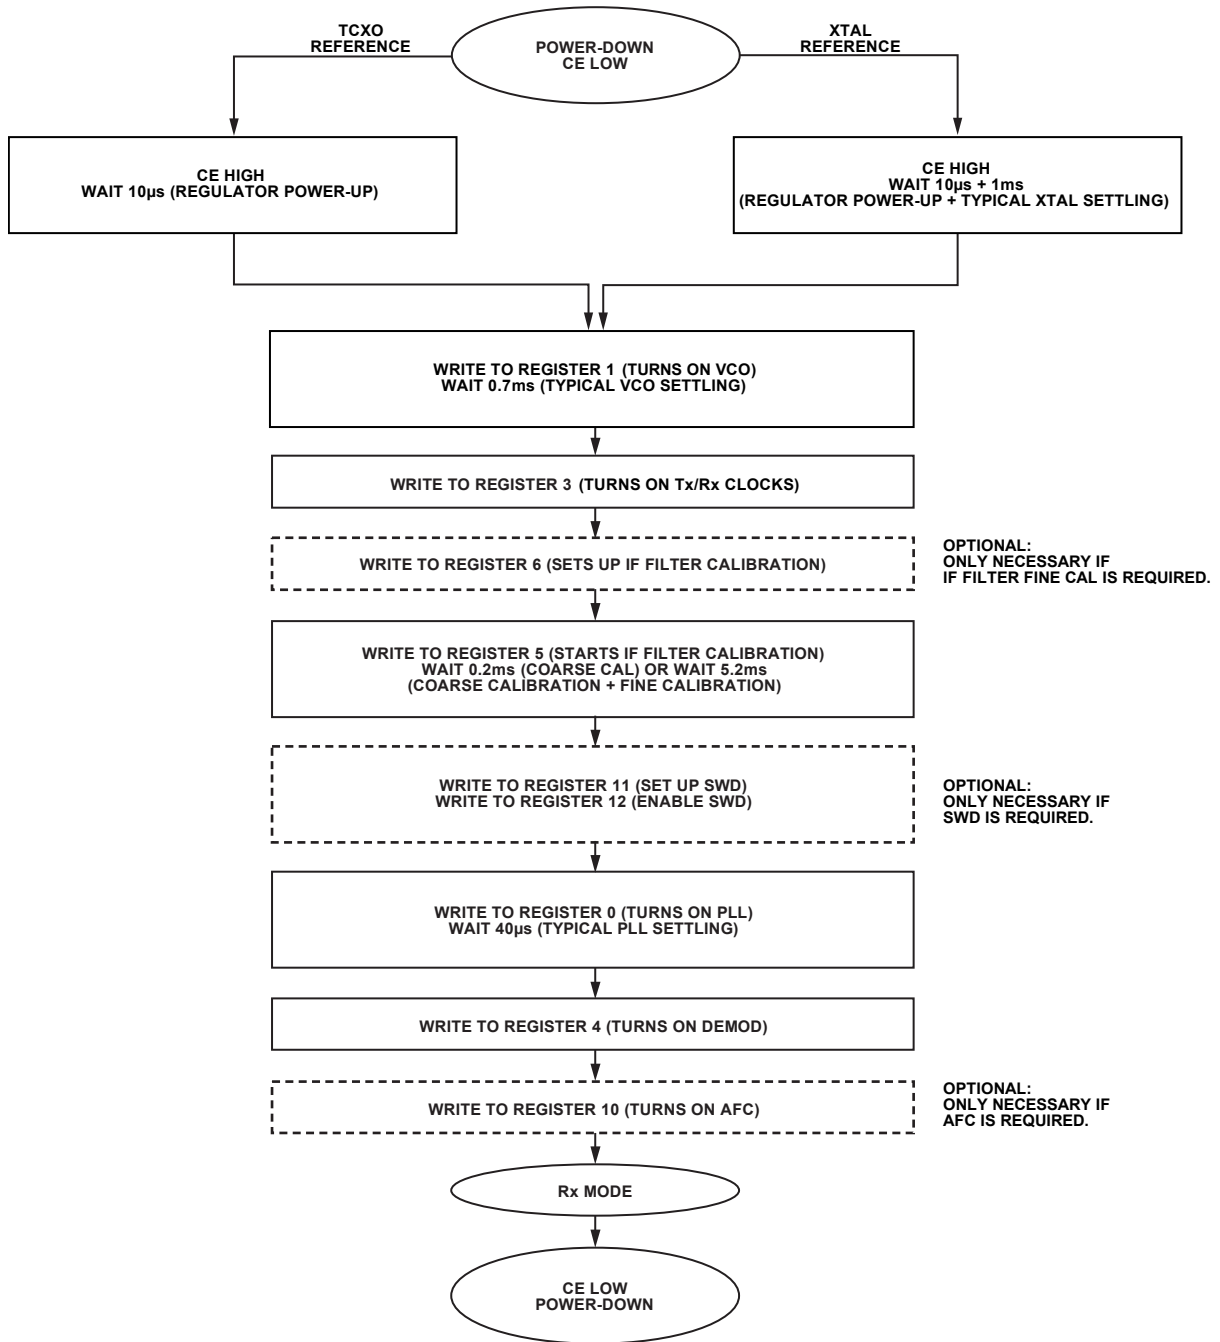 TCXO
REFERENCE
POWER-DOWN
CE LOW
XTAL
REFERENCE
CE HIGH
WAIT 10µs (REGULATOR POWER-UP)
CE HIGH
WAIT 10µs + 1ms
(REGULATOR POWER-UP + TYPICAL XTAL SETTLING)
WRITE TO REGISTER 1 (TURNS ON VCO)
WAIT 0.7ms (TYPICAL VCO SETTLING)
WRITE TO REGISTER 3 (TURNS ON Tx/Rx CLOCKS)
WRITE TO REGISTER 6 (SETS UP IF FILTER CALIBRATION)
OPTIONAL:
ONLY NECESSARY IF
IF FILTER FINE CAL IS REQUIRED.
WRITE TO REGISTER 5 (STARTS IF FILTER CALIBRATION)
WAIT 0.2ms (COARSE CAL) OR WAIT 5.2ms
(COARSE CALIBRATION + FINE CALIBRATION)
WRITE TO REGISTER 11 (SET UP SWD)
WRITE TO REGISTER 12 (ENABLE SWD)
OPTIONAL:
ONLY NECESSARY IF
SWD IS REQUIRED.
WRITE TO REGISTER 0 (TURNS ON PLL)
WAIT 40µs (TYPICAL PLL SETTLING)
WRITE TO REGISTER 4 (TURNS ON DEMOD)
WRITE TO REGISTER 10 (TURNS ON AFC)
OPTIONAL:
ONLY NECESSARY IF
AFC IS REQUIRED.
Rx MODE
CE LOW
POWER-DOWN